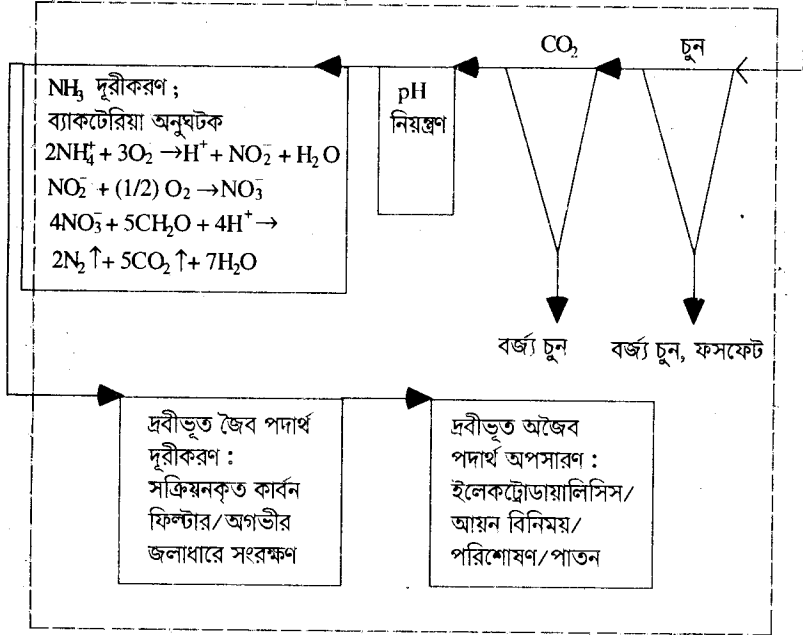 CO₂
চুন
NH₃ দূরীকরণ ;
ব্যাকটেরিয়া অনুঘটক
2NH₄⁺ + 3O₂ →H⁺ + NO₂⁻ + H₂O
NO₂⁻ + (1/2) O₂ →NO₃⁻
4NO₃⁻ + 5CH₂O + 4H⁺ →
2N₂ ↑ + 5CO₂ ↑ + 7H₂O
pH
নিয়ন্ত্রণ
বর্জ্য চুন
বর্জ্য চুন, ফসফেট
দ্রবীভূত জৈব পদার্থ
দূরীকরণ :
সক্রিয়নকৃত কার্বন
ফিল্টার/অগভীর
জলাধারে সংরক্ষণ
দ্রবীভূত অজৈব
পদার্থ অপসারণ :
ইলেকট্রোডায়ালিসিস/
আয়ন বিনিময়/
পরিশোষণ/পাতন